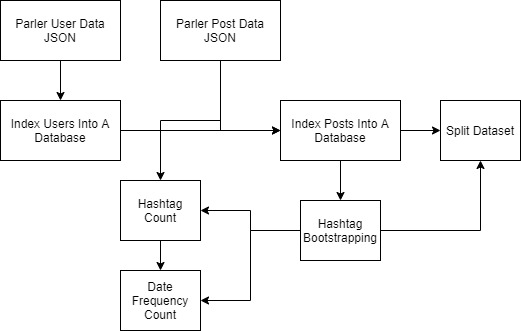 Parler User Data
JSON
Parler Post Data
JSON
Index Users Into A
Database
Index Posts Into A
Database
Split Dataset
Hashtag
Count
Hashtag
Bootstrapping
Date
Frequency
Count